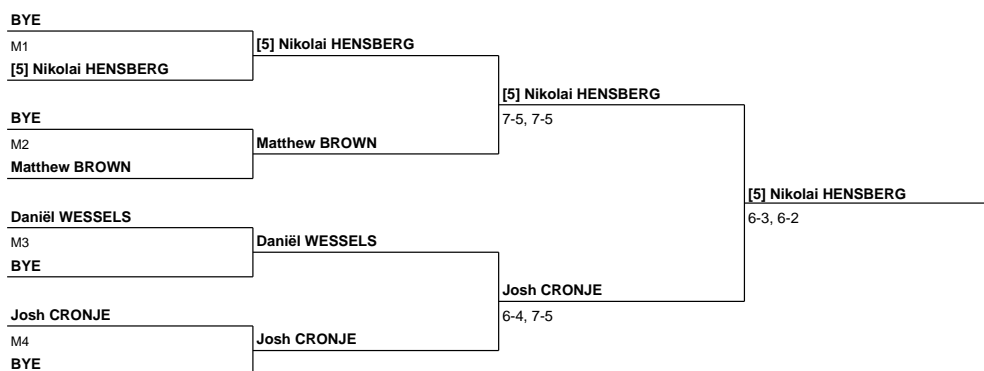 BYE
M1
[5] Nikolai HENSBERG
BYE
M2
Matthew BROWN
Daniël WESSELS
M3
BYE
Josh CRONJE
M4
BYE
[5] Nikolai HENSBERG
Matthew BROWN
Daniël WESSELS
Josh CRONJE
[5] Nikolai HENSBERG
7-5, 7-5
Josh CRONJE
6-4, 7-5
[5] Nikolai HENSBERG
6-3, 6-2